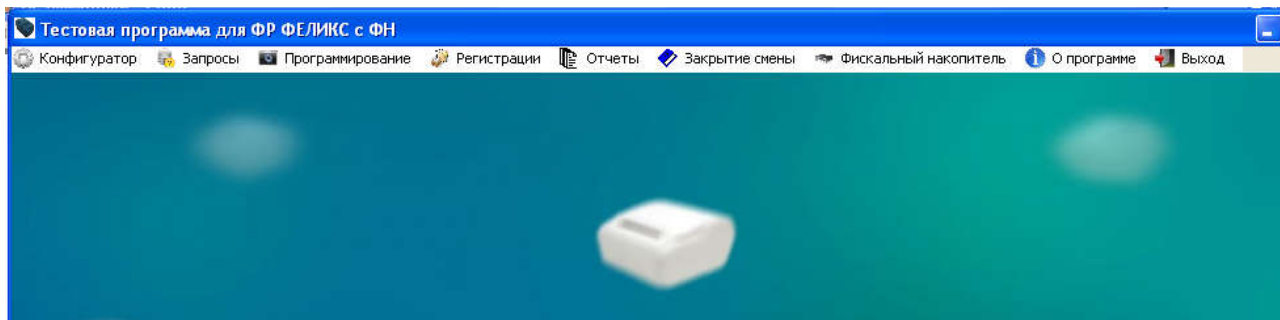 Тестовая программа для ФР ФЕЛИКС с ФН
Конфигуратор Запросы Программирование Регистрации Отчеты Закрытие смены Фискальный накопитель О программе Выход